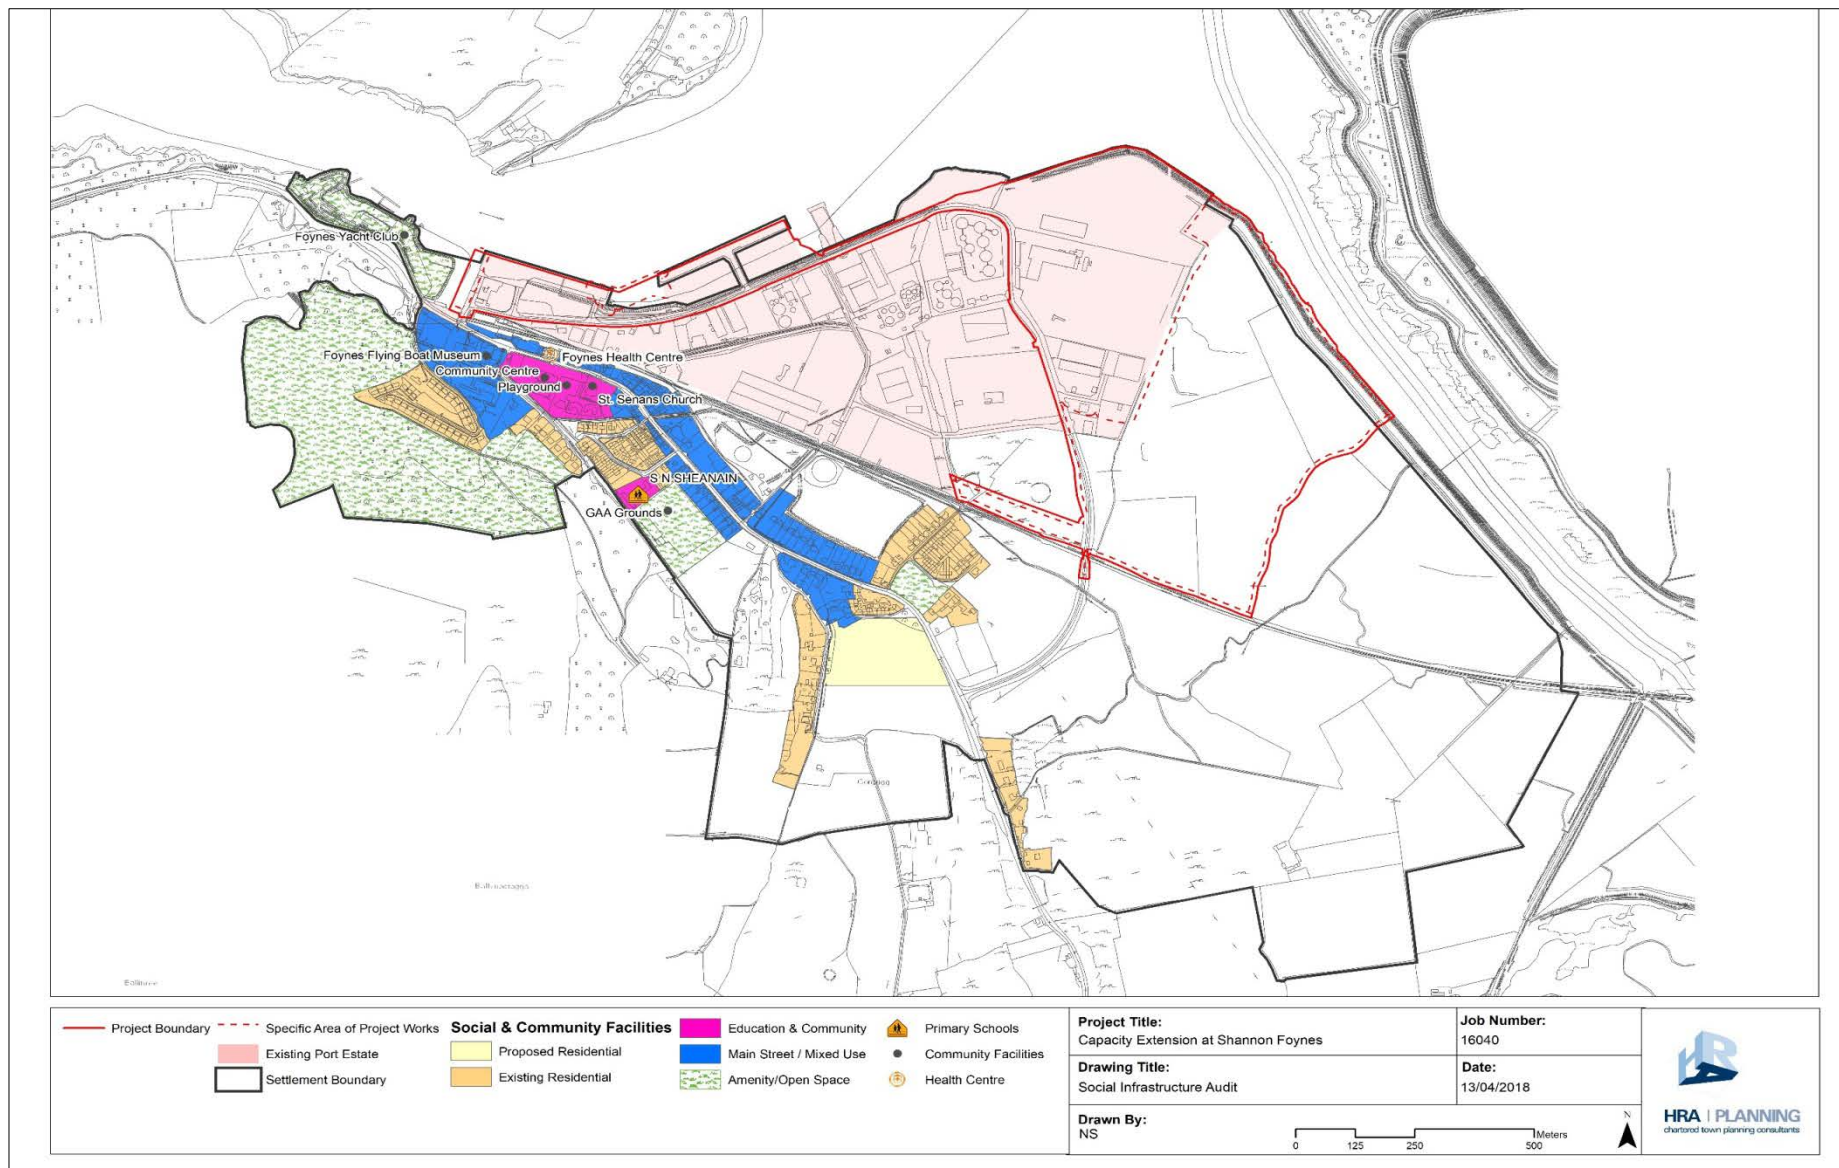 Foynes Yacht Club
Foynes Flying Boat Museum
Foynes Health Centre
Community Centre
Playground
St. Senans Church
S.N.SHEANAIN
GAA Grounds
Project Boundary
Specific Area of Project Works
Existing Port Estate
Settlement Boundary
Social & Community Facilities
Proposed Residential
Existing Residential
Education & Community
Main Street / Mixed Use
Amenity/Open Space
Primary Schools
Community Facilities
Health Centre
Project Title:
Capacity Extension at Shannon Foynes
Job Number:
16040
Drawing Title:
Social Infrastructure Audit
Date:
13/04/2018
Drawn By:
NS
0 125 250 500 Meters
N
HRA | PLANNING
chartered town planning consultants